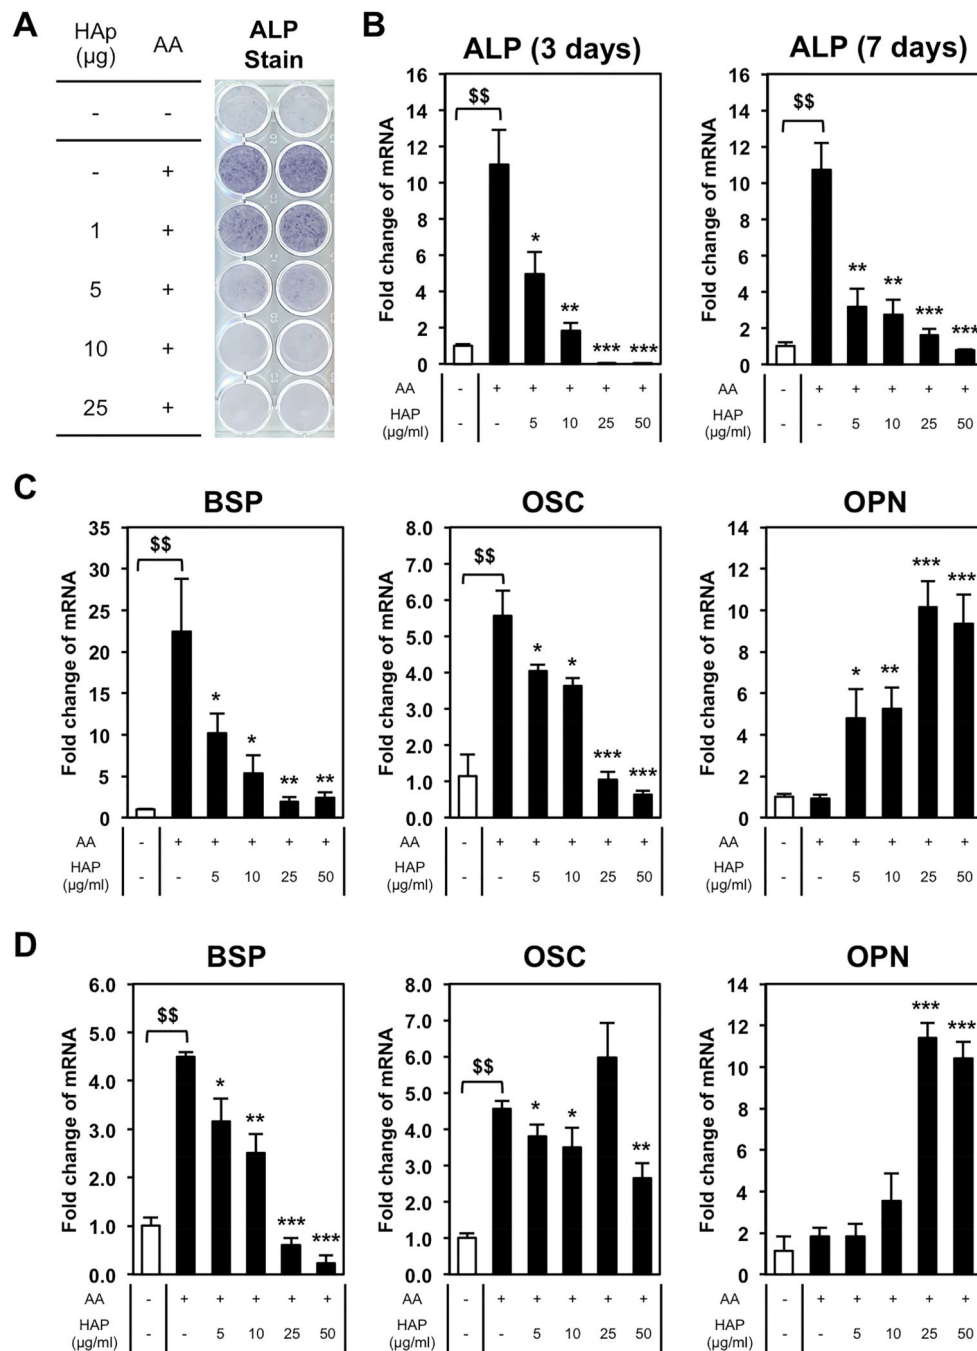 A
HAp (µg) AA ALP Stain
- -
- +
1 +
5 +
10 +
25 +
B
ALP (3 days)
Fold change of mRNA
16
14
12
10
8
6
4
2
0
$$
* ** *** ***
AA - + + + + +
HAP (µg/ml) - - 5 10 25 50
ALP (7 days)
Fold change of mRNA
16
14
12
10
8
6
4
2
0
$$
** ** *** ***
AA - + + + + +
HAP (µg/ml) - - 5 10 25 50
C
BSP
Fold change of mRNA
35
30
25
20
15
10
5
0
$$
* * ** **
AA - + + + + +
HAP (µg/ml) - - 5 10 25 50
OSC
Fold change of mRNA
8.0
7.0
6.0
5.0
4.0
3.0
2.0
1.0
0.0
$$
* * *** ***
AA - + + + + +
HAP (µg/ml) - - 5 10 25 50
OPN
Fold change of mRNA
14
12
10
8
6
4
2
0
* ** *** ***
AA - + + + + +
HAP (µg/ml) - - 5 10 25 50
D
BSP
Fold change of mRNA
6.0
5.0
4.0
3.0
2.0
1.0
0.0
$$
* ** *** ***
AA - + + + + +
HAP (µg/ml) - - 5 10 25 50
OSC
Fold change of mRNA
8.0
7.0
6.0
5.0
4.0
3.0
2.0
1.0
0.0
$$
* * **
AA - + + + + +
HAP (µg/ml) - - 5 10 25 50
OPN
Fold change of mRNA
14
12
10
8
6
4
2
0
*** ***
AA - + + + + +
HAP (µg/ml) - - 5 10 25 50